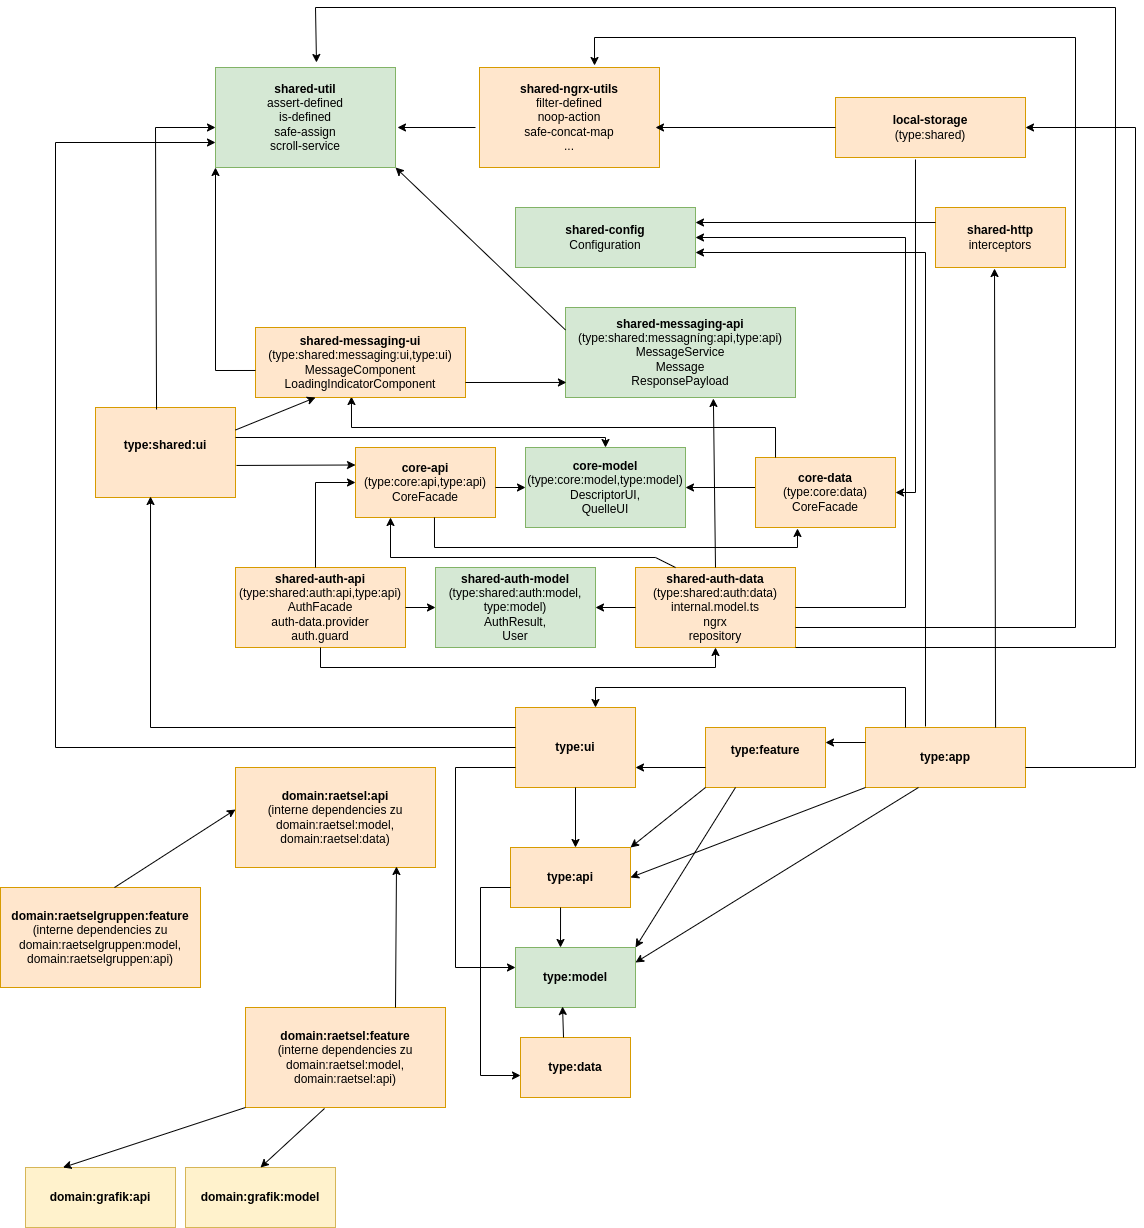 shared-util
assert-defined
is-defined
safe-assign
scroll-service
shared-ngrx-utils
filter-defined
noop-action
safe-concat-map
...
local-storage
(type:shared)
shared-config
Configuration
shared-http
interceptors
shared-messaging-ui
(type:shared:messaging:ui,type:ui)
MessageComponent
LoadingIndicatorComponent
shared-messaging-api
(type:shared:messagning:api,type:api)
MessageService
Message
ResponsePayload
type:shared:ui
core-api
(type:core:api,type:api)
CoreFacade
core-model
(type:core:model,type:model)
DescriptorUI,
QuelleUI
core-data
(type:core:data)
CoreFacade
shared-auth-api
(type:shared:auth:api,type:api)
AuthFacade
auth-data.provider
auth.guard
shared-auth-model
(type:shared:auth:model,
type:model)
AuthResult,
User
shared-auth-data
(type:shared:auth:data)
internal.model.ts
ngrx
repository
type:ui
type:feature
type:app
domain:raetsel:api
(interne dependencies zu
domain:raetsel:model,
domain:raetsel:data)
type:api
domain:raetselgruppen:feature
(interne dependencies zu
domain:raetselgruppen:model,
domain:raetselgruppen:api)
type:model
domain:raetsel:feature
(interne dependencies zu
domain:raetsel:model,
domain:raetsel:api)
type:data
domain:grafik:api
domain:grafik:model